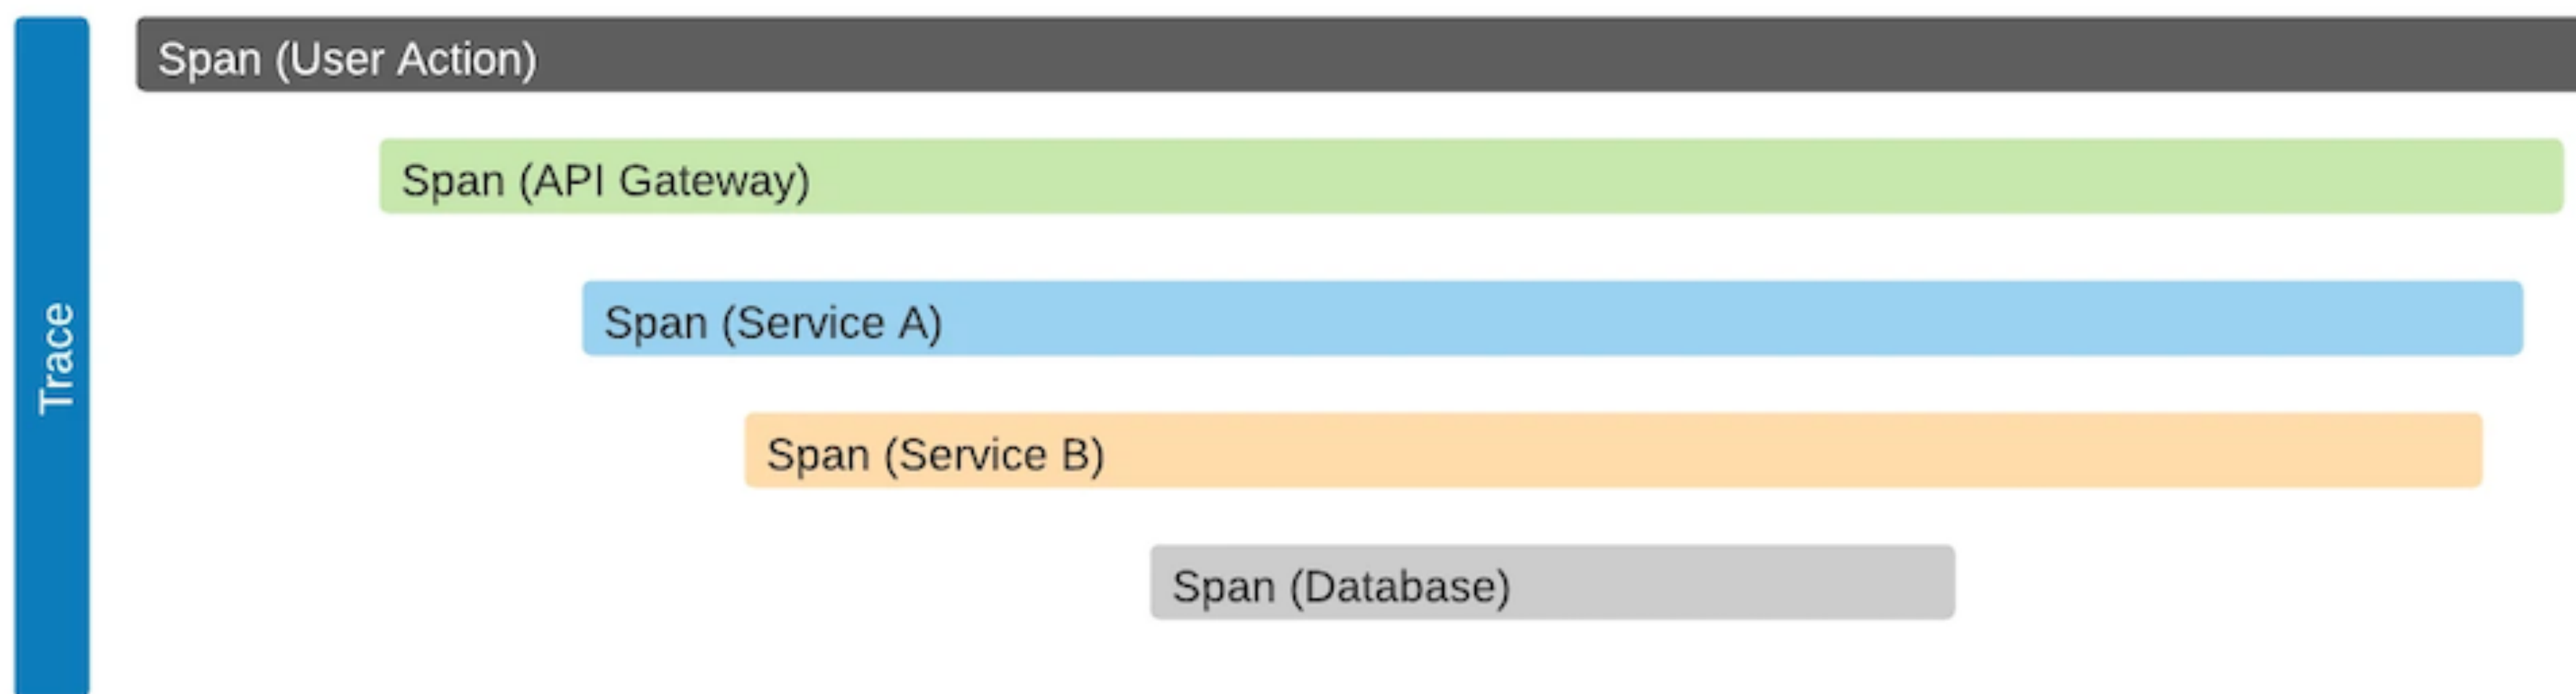 Span (User Action)
Span (API Gateway)
Span (Service A)
Trace
Span (Service B)
Span (Database)